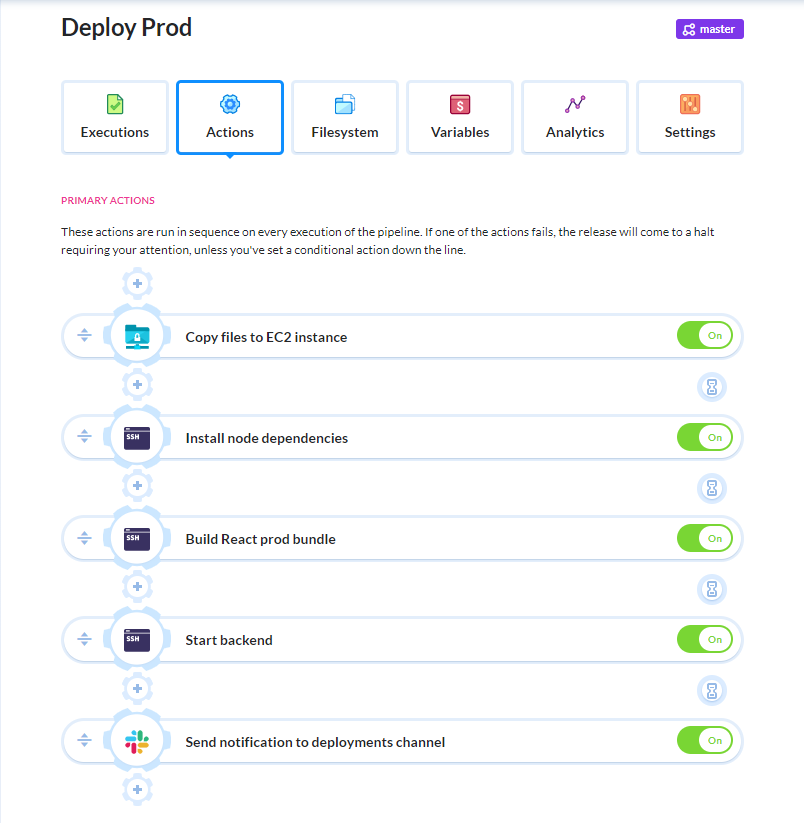 Deploy Prod
master
Executions
Actions
Filesystem
$
Variables
Analytics
Settings
PRIMARY ACTIONS
These actions are run in sequence on every execution of the pipeline. If one of the actions fails, the release will come to a halt
requiring your attention, unless you've set a conditional action down the line.
Copy files to EC2 instance
On
SSH
Install node dependencies
On
SSH
Build React prod bundle
On
SSH
Start backend
On
Send notification to deployments channel
On